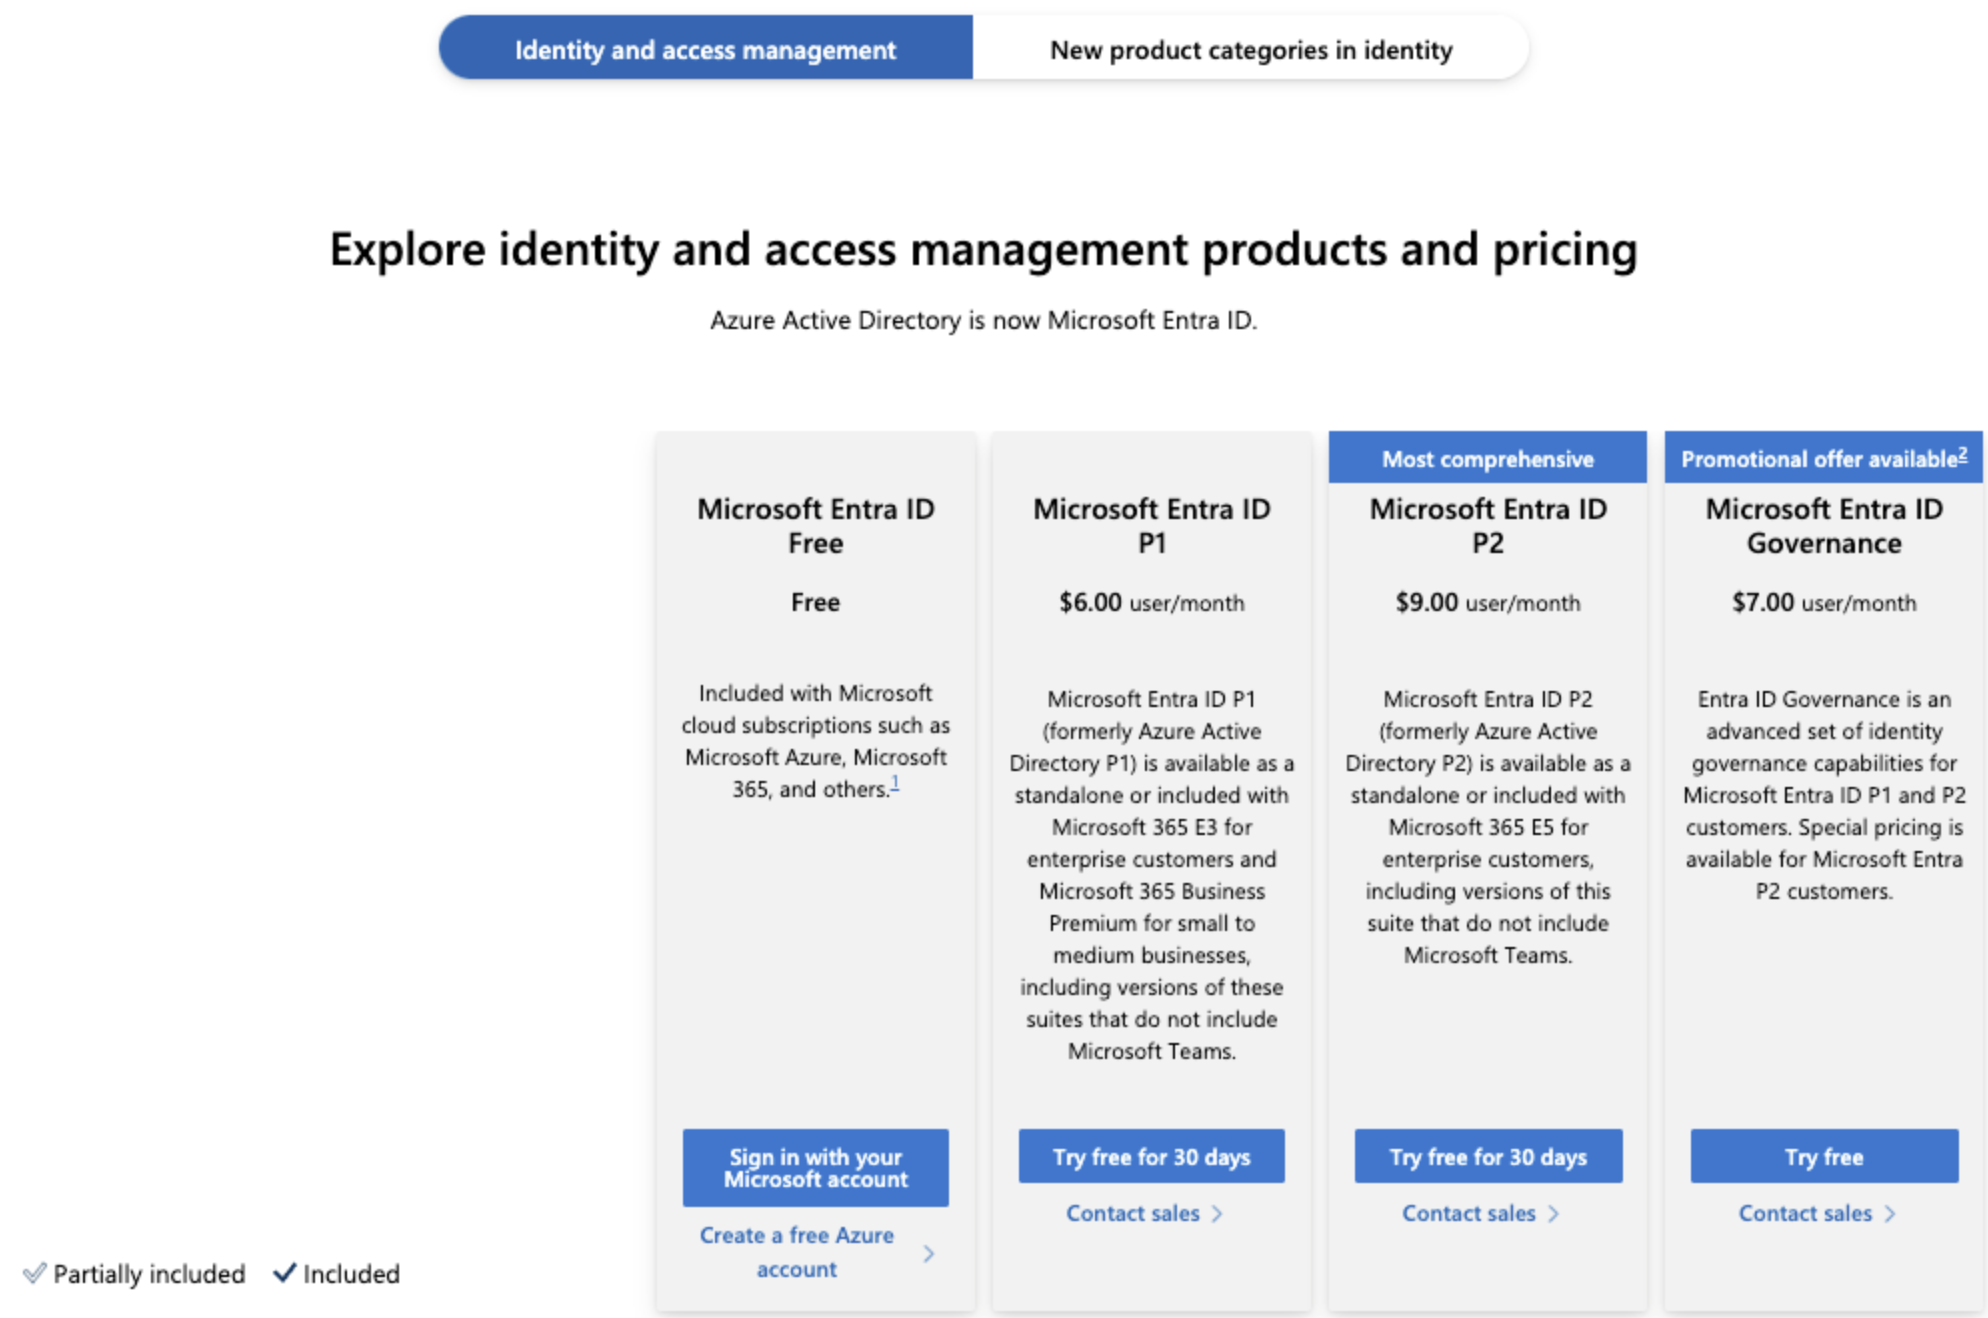 Identity and access management
New product categories in identity
Explore identity and access management products and pricing
Azure Active Directory is now Microsoft Entra ID.
Microsoft Entra ID
Free
Free
Included with Microsoft
cloud subscriptions such as
Microsoft Azure, Microsoft
365, and others.1
Sign in with your
Microsoft account
Create a free Azure
account
Microsoft Entra ID
P1
$6.00 user/month
Microsoft Entra ID P1
(formerly Azure Active
Directory P1) is available as a
standalone or included with
Microsoft 365 E3 for
enterprise customers and
Microsoft 365 Business
Premium for small to
medium businesses,
including versions of these
suites that do not include
Microsoft Teams.
Try free for 30 days
Contact sales
Most comprehensive
Microsoft Entra ID
P2
$9.00 user/month
Microsoft Entra ID P2
(formerly Azure Active
Directory P2) is available as a
standalone or included with
Microsoft 365 E5 for
enterprise customers,
including versions of this
suite that do not include
Microsoft Teams.
Try free for 30 days
Contact sales
Promotional offer available2
Microsoft Entra ID
Governance
$7.00 user/month
Entra ID Governance is an
advanced set of identity
governance capabilities for
Microsoft Entra ID P1 and P2
customers. Special pricing is
available for Microsoft Entra
P2 customers.
Try free
Contact sales
Partially included
Included